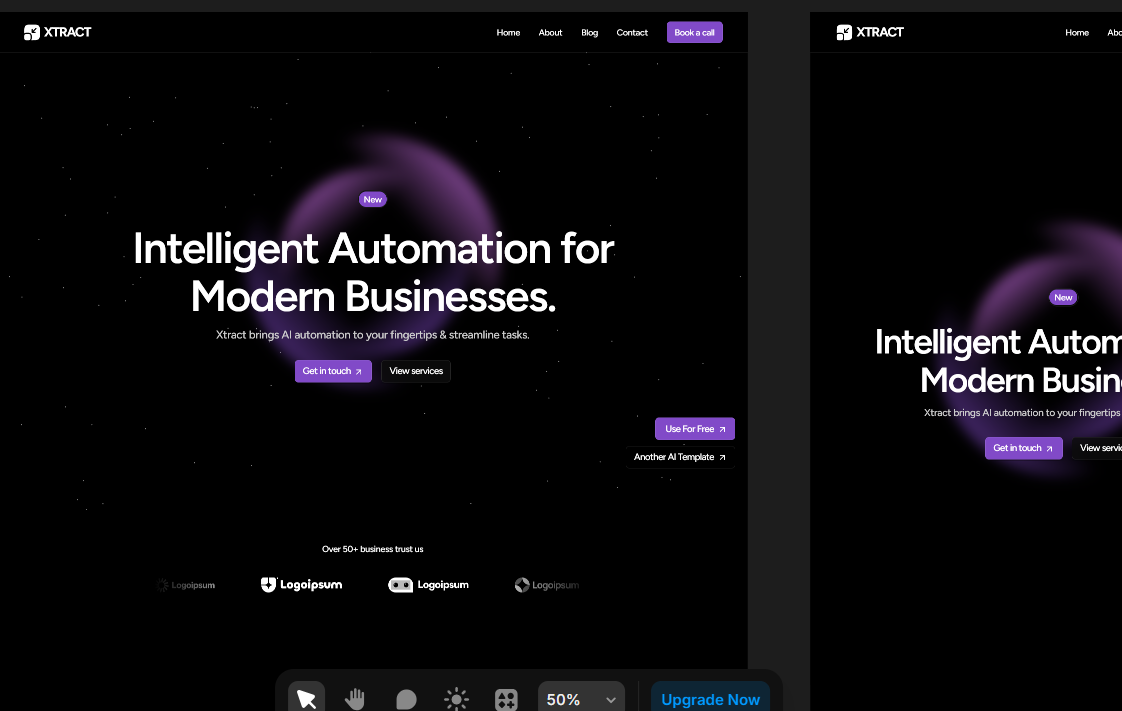 XTRACT
Home About Blog Contact Book a call
New
Intelligent Automation for
Modern Businesses.
Xtract brings AI automation to your fingertips & streamline tasks.
Get in touch View services
Use For Free
Another AI Template
Over 50+ business trust us
Logoipsum Logoipsum Logoipsum Logoipsum
XTRACT
Home Abo
New
Intelligent Autom
Modern Busin
Xtract brings AI automation to your fingertips
Get in touch View servic
50% Upgrade Now